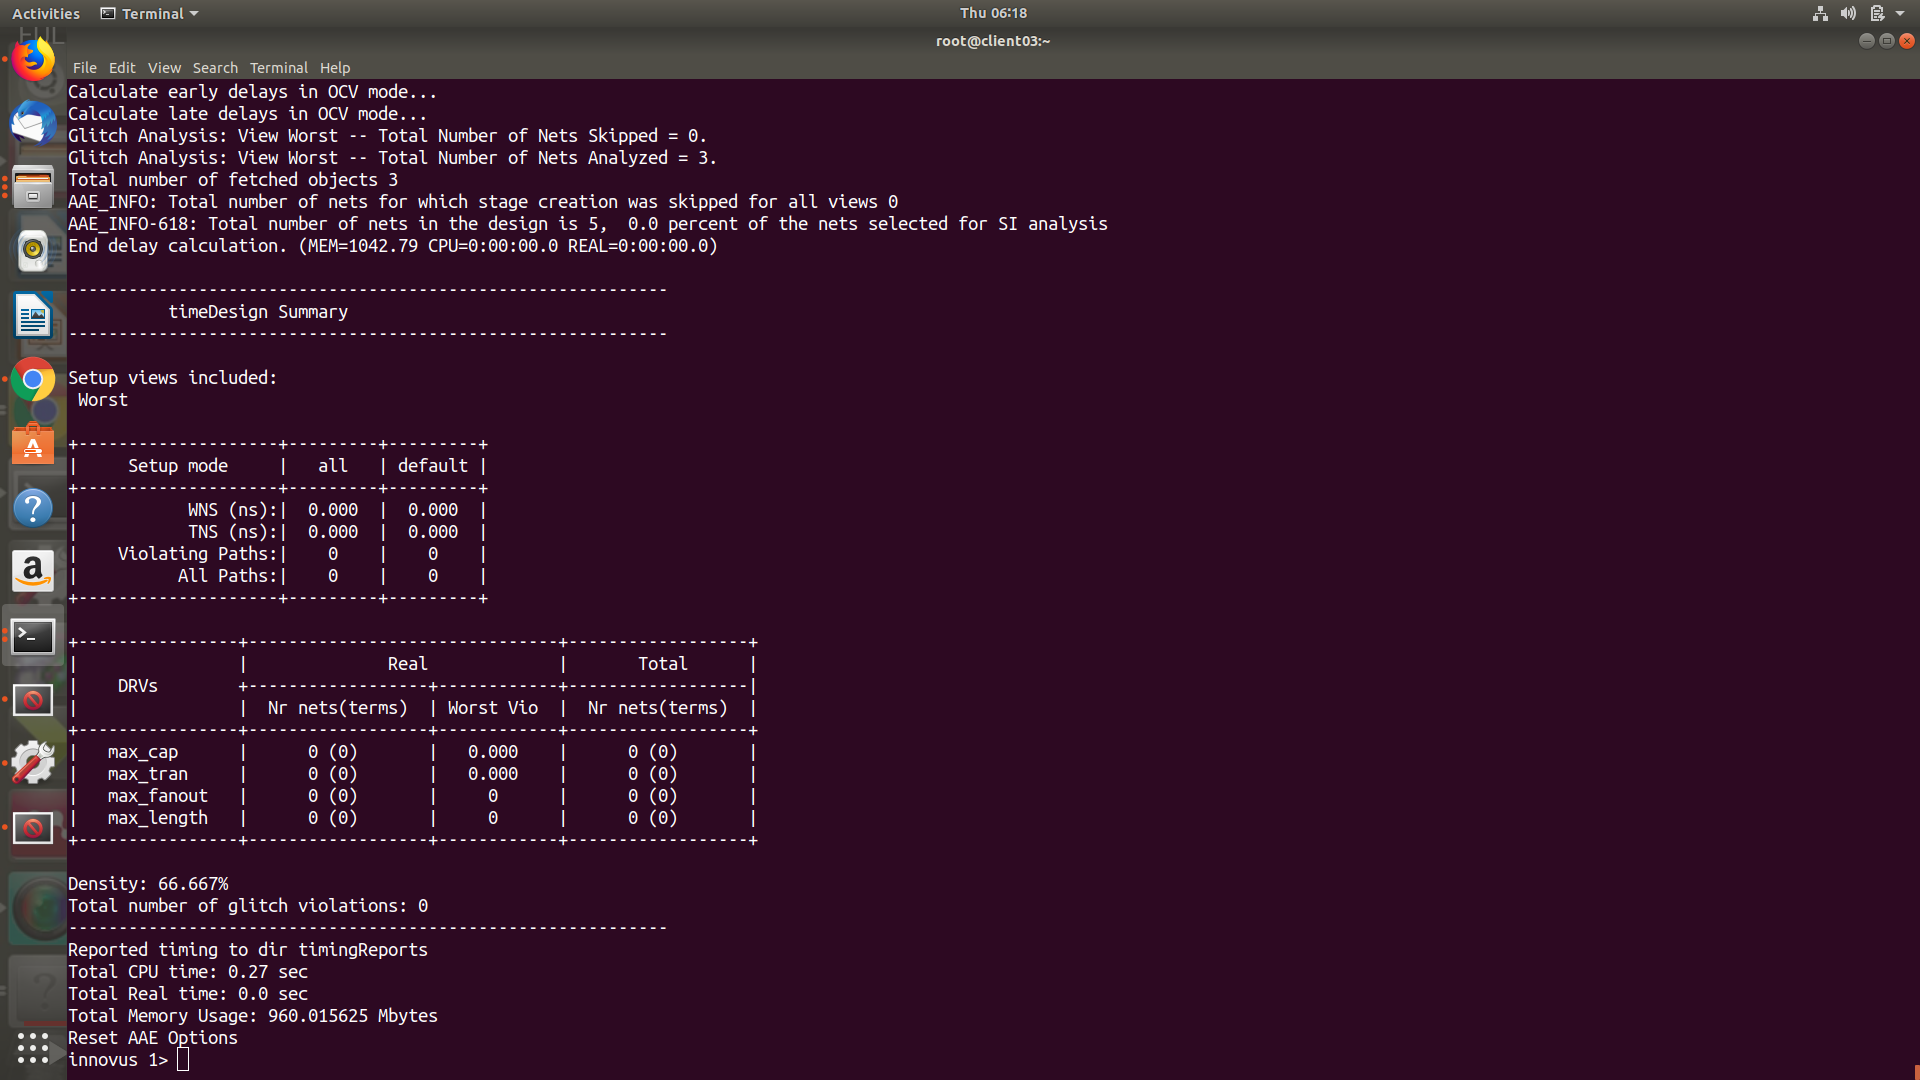 Activities Terminal Thu 06:18
root@client03:~
File Edit View Search Terminal Help
Calculate early delays in OCV mode...
Calculate late delays in OCV mode...
Glitch Analysis: View Worst -- Total Number of Nets Skipped = 0.
Glitch Analysis: View Worst -- Total Number of Nets Analyzed = 3.
Total number of fetched objects 3
AAE_INFO: Total number of nets for which stage creation was skipped for all views 0
AAE_INFO-618: Total number of nets in the design is 5,  0.0 percent of the nets selected for SI analysis
End delay calculation. (MEM=1042.79 CPU=0:00:00.0 REAL=0:00:00.0)
------------------------------------------------------------
          timeDesign Summary
------------------------------------------------------------
Setup views included:
 Worst
+--------------------+---------+---------+
|     Setup mode     |   all   | default |
+--------------------+---------+---------+
|           WNS (ns):|  0.000  |  0.000  |
|           TNS (ns):|  0.000  |  0.000  |
|    Violating Paths:|    0    |    0    |
|          All Paths:|    0    |    0    |
+--------------------+---------+---------+
+----------------+-------------------------------+------------------+
|                |              Real             |       Total      |
|    DRVs        +------------------+------------+------------------|
|                |  Nr nets(terms)  | Worst Vio  |  Nr nets(terms)  |
+----------------+------------------+------------+------------------+
|   max_cap      |      0 (0)       |   0.000    |      0 (0)       |
|   max_tran     |      0 (0)       |   0.000    |      0 (0)       |
|   max_fanout   |      0 (0)       |     0      |      0 (0)       |
|   max_length   |      0 (0)       |     0      |      0 (0)       |
+----------------+------------------+------------+------------------+
Density: 66.667%
Total number of glitch violations: 0
------------------------------------------------------------
Reported timing to dir timingReports
Total CPU time: 0.27 sec
Total Real time: 0.0 sec
Total Memory Usage: 960.015625 Mbytes
Reset AAE Options
innovus 1>